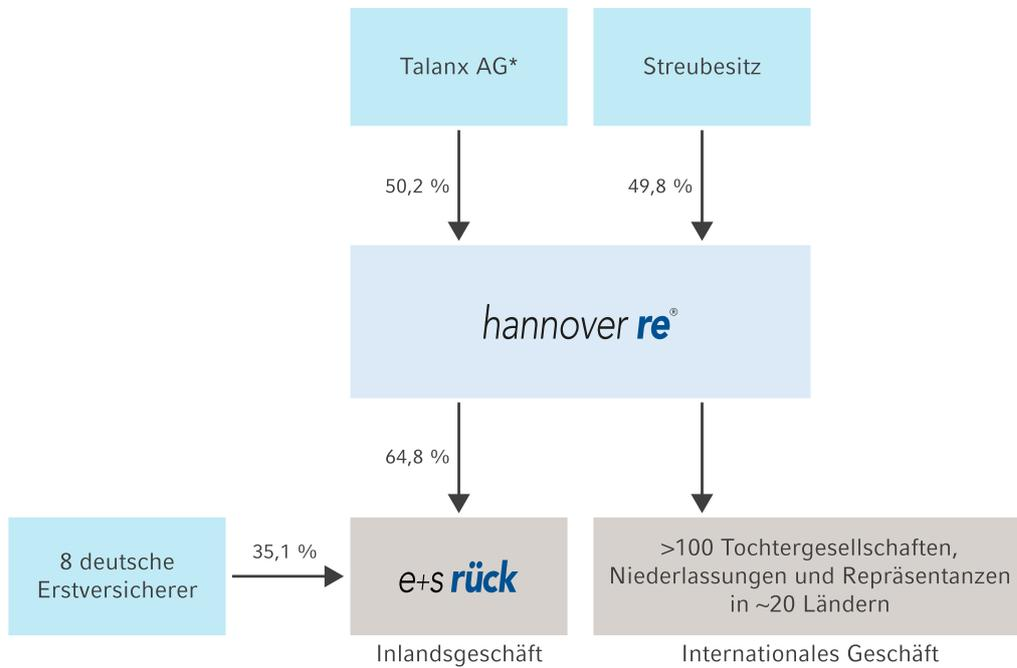 Talanx AG*
Streubesitz
50,2 %
49,8 %
hannover re®
64,8 %
8 deutsche
Erstversicherer
35,1 %
e+s rück
>100 Tochtergesellschaften,
Niederlassungen und Repräsentanzen
in ~20 Ländern
Inlandsgeschäft
Internationales Geschäft